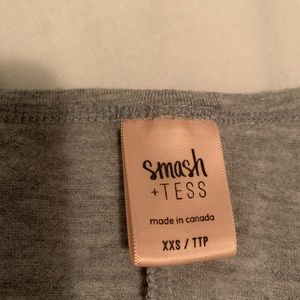 smash
+ TESS
made in canada
XXS / TTP